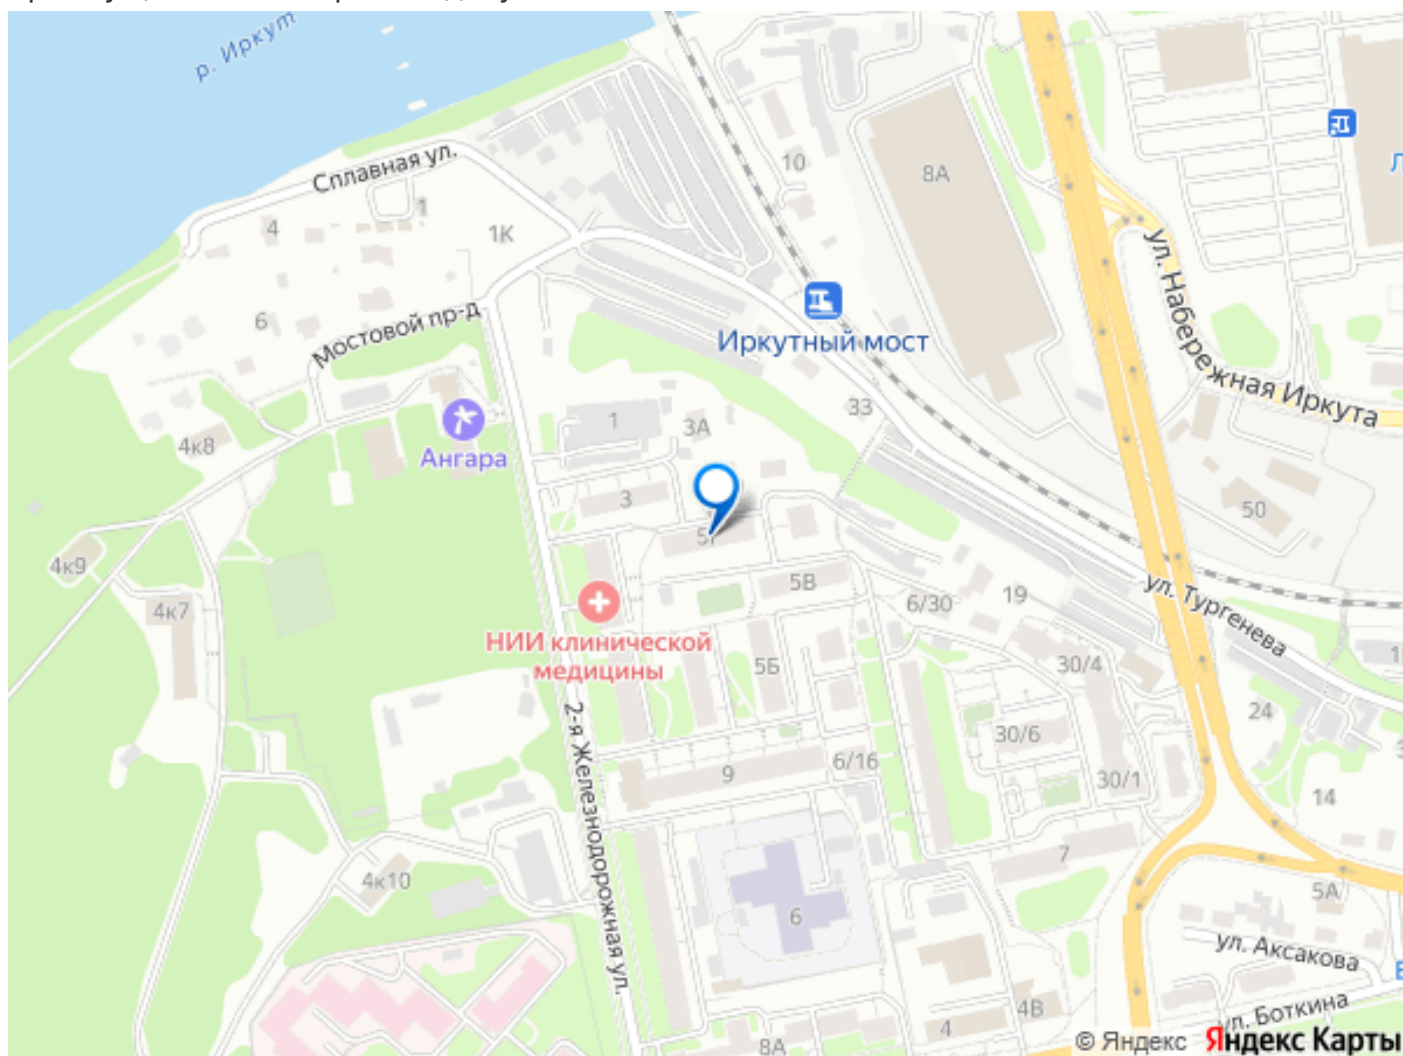 р. Иркут
Сплавная ул.
10
8А
4
1
1К
ул. Набережная Иркута
6
Мостовой пр-д
Иркутный мост
33
1
3А
4к8
Ангара
3
50
4к9
5В
4к7
6/30
19
ул. Тургенева
НИИ клинической
медицины
5Б
30/4
2-я Железнодорожная ул.
24
30/6
9
6/16
30/1
14
7
4к10
5А
6
ул. Аксакова
4В
ул. Боткина
4
8А
© Яндекс Яндекс Карты